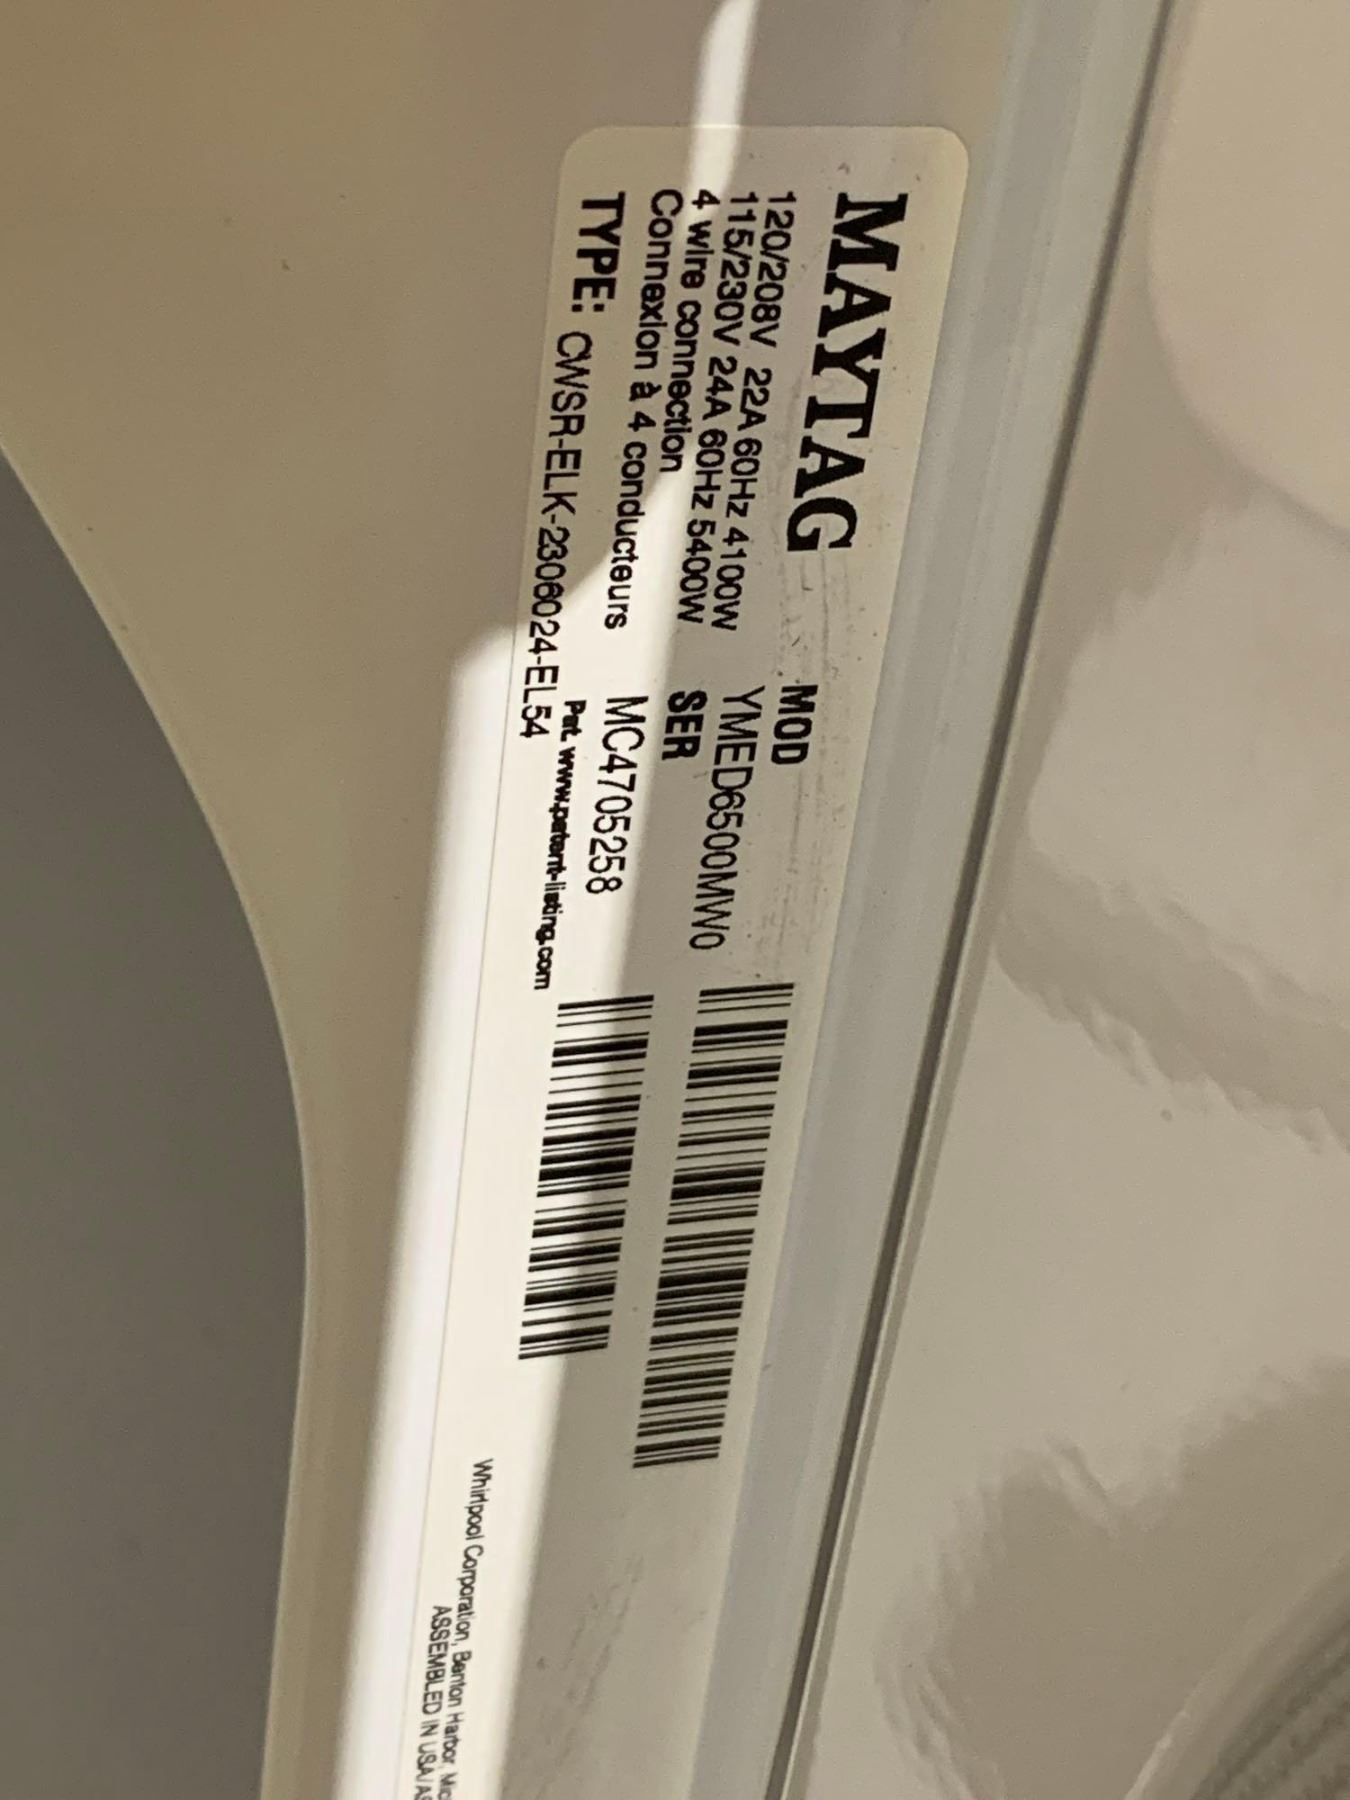 MAYTAG
120/208V 22A 60Hz 4100W
115/230V 24A 60Hz 5400W
4 wire connection
Connexion à 4 conducteurs
TYPE: CWSR-ELK-2306024-EL54
MOD
YMED6500MW0
SER
MC4705258
Pat. www.patent-listing.com
Whirlpool Corporation, Benton Harbor, Mic
ASSEMBLED IN USA/AS